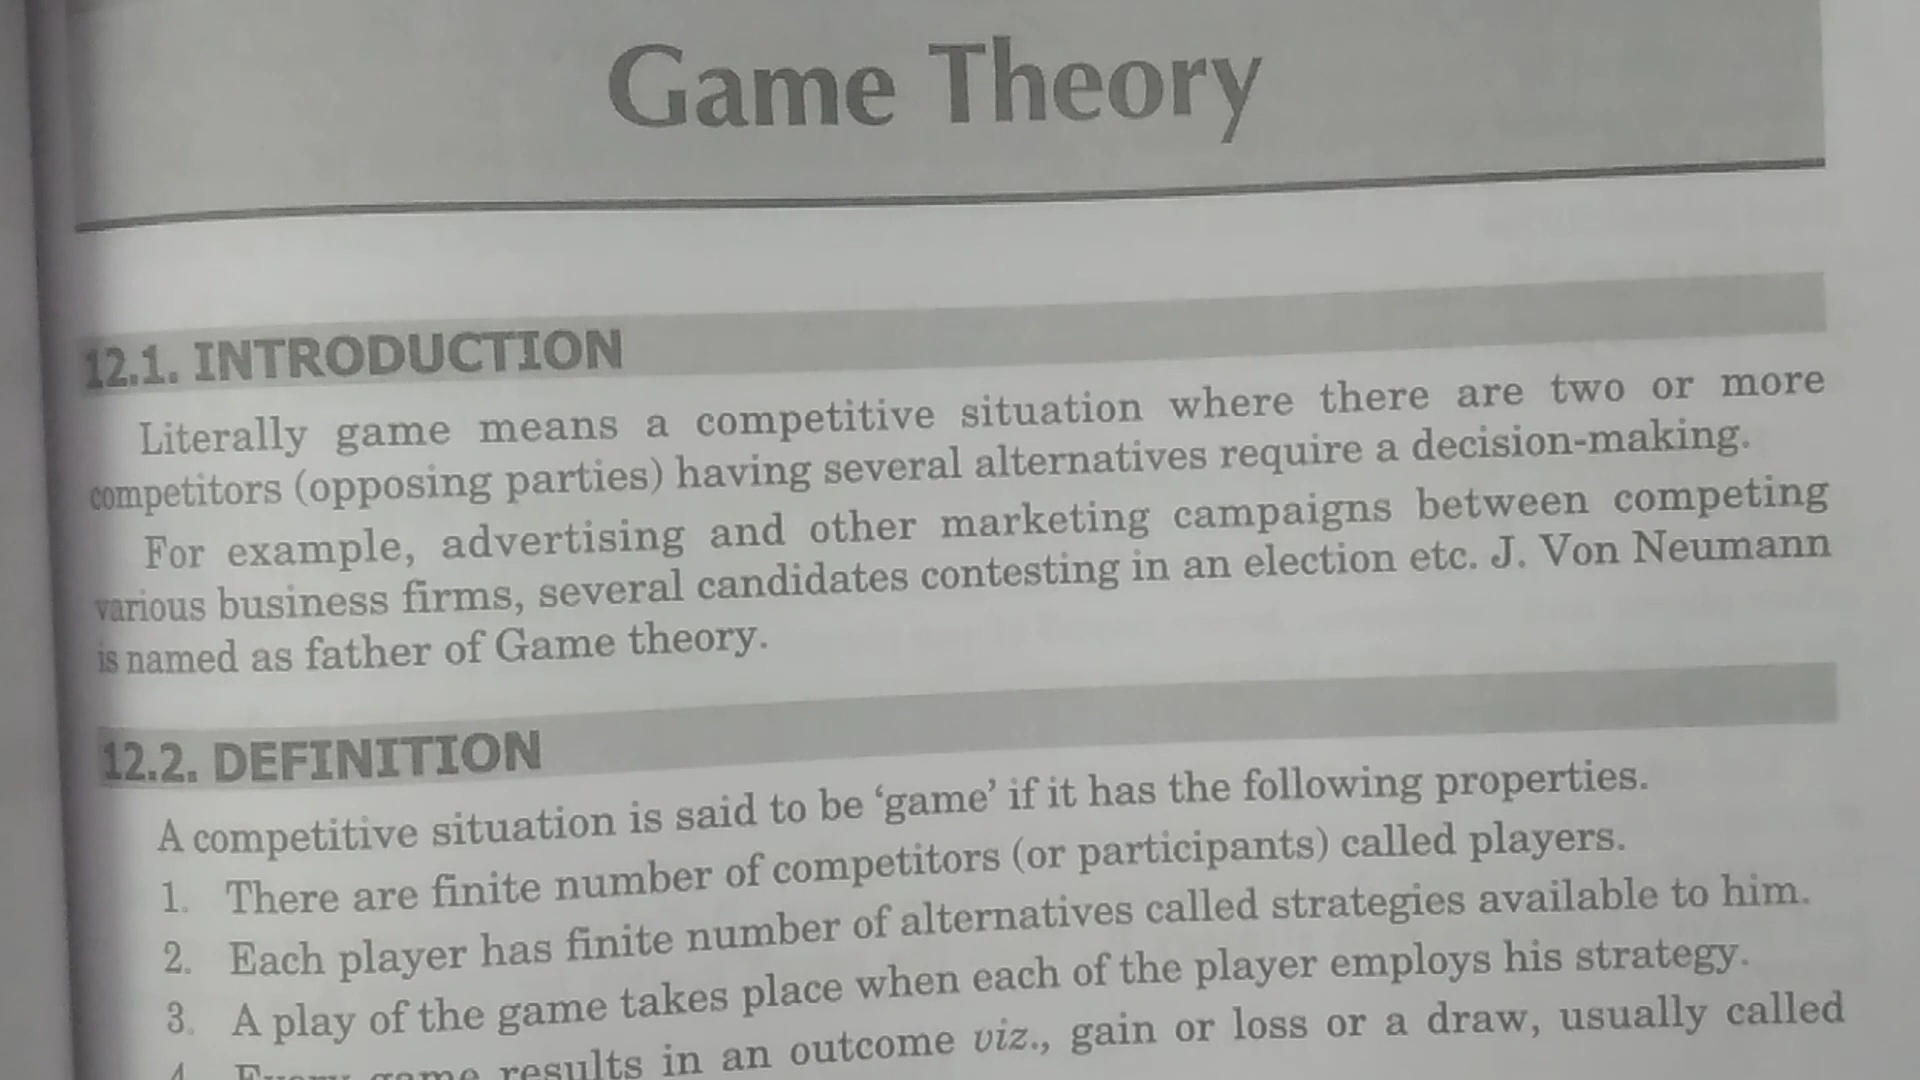 Game Theory
12.1. INTRODUCTION
Literally game means a competitive situation where there are two or more
competitors (opposing parties) having several alternatives require a decision-making.
For example, advertising and other marketing campaigns between competing
various business firms, several candidates contesting in an election etc. J. Von Neumann
is named as father of Game theory.
12.2. DEFINITION
A competitive situation is said to be ‘game’ if it has the following properties.
1. There are finite number of competitors (or participants) called players.
2. Each player has finite number of alternatives called strategies available to him.
3. A play of the game takes place when each of the player employs his strategy.
4. Every game results in an outcome viz., gain or loss or a draw, usually called